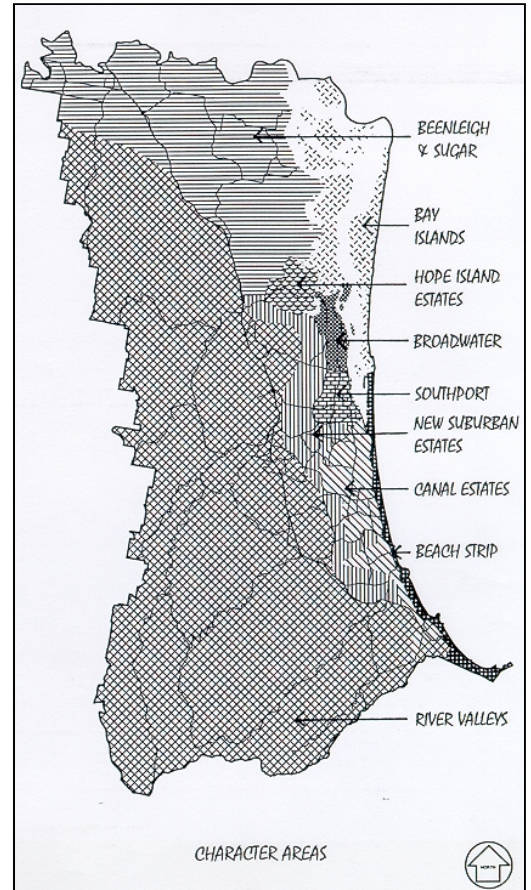 BEENLEIGH
& SUGAR
BAY
ISLANDS
HOPE ISLAND
ESTATES
BROADWATER
SOUTHPORT
NEW SUBURBAN
ESTATES
CANAL ESTATES
BEACH STRIP
RIVER VALLEYS
CHARACTER AREAS
NORTH